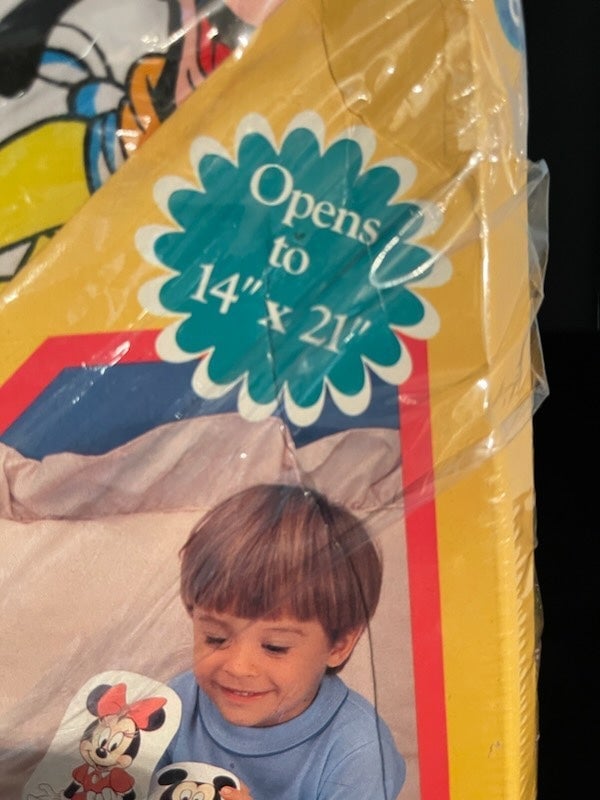 Opens
to
14" x 21"